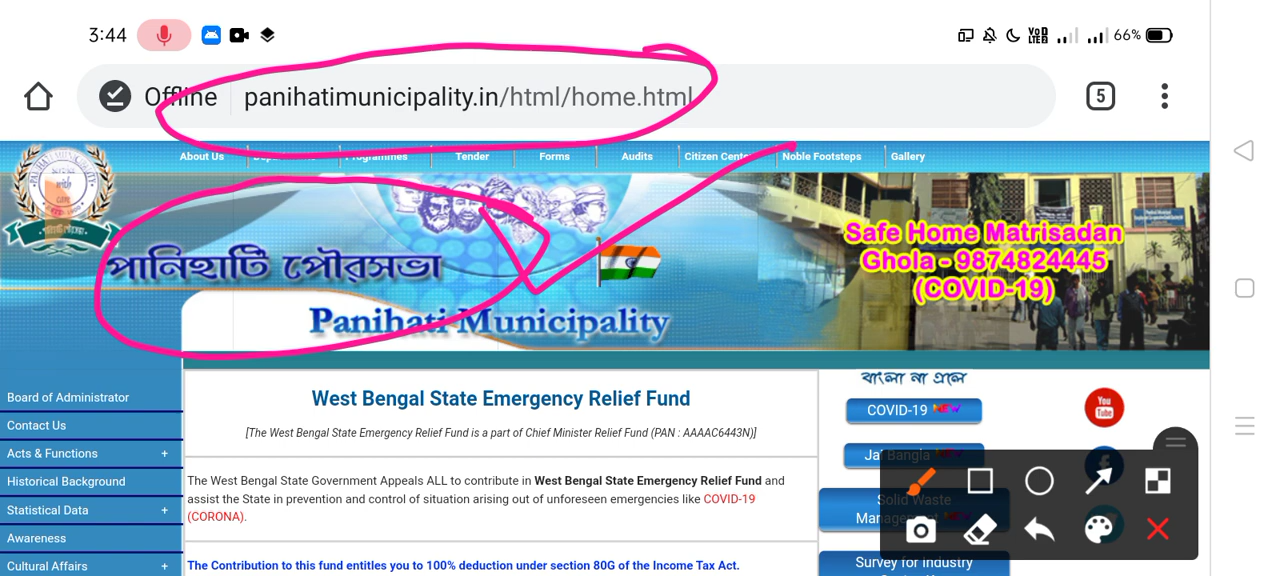 3:44
VoD LTE2 66%
Offline panihatimunicipality.in/html/home.html 5
About Us Programmes Tender Forms Audits Citizen Noble Footsteps Gallery
Safe Home Matrisadan
Ghola - 9874824445
(COVID-19)
পানিহাটি পৌরসভা
Panihati Municipality
Board of Administrator
Contact Us
Acts & Functions +
Historical Background
Statistical Data +
Awareness
Cultural Affairs +
West Bengal State Emergency Relief Fund
[The West Bengal State Emergency Relief Fund is a part of Chief Minister Relief Fund (PAN : AAAAC6443N)]
The West Bengal State Government Appeals ALL to contribute in West Bengal State Emergency Relief Fund and
assist the State in prevention and control of situation arising out of unforeseen emergencies like COVID-19
(CORONA).
The Contribution to this fund entitles you to 100% deduction under section 80G of the Income Tax Act.
COVID-19 NEW
Bangla
Solid Waste
Survey for Industry
You
Tube